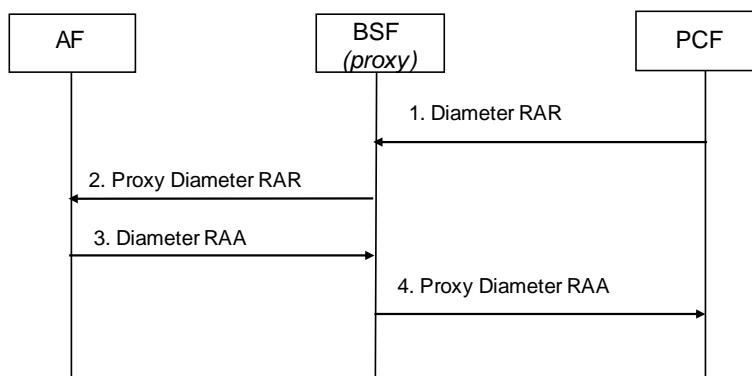 AF
BSF
(proxy)
PCF
1. Diameter RAR
2. Proxy Diameter RAR
3. Diameter RAA
4. Proxy Diameter RAA